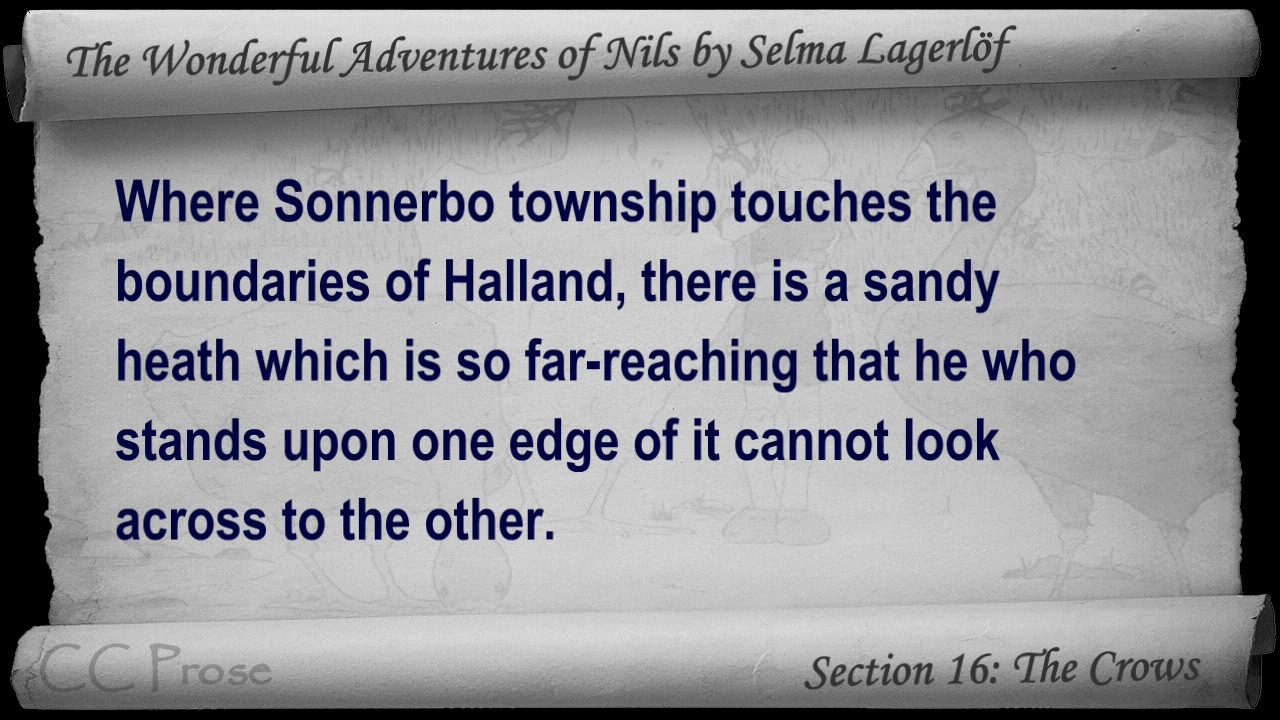 The Wonderful Adventures of Nils by Selma Lagerlöf
Where Sonnerbo township touches the
boundaries of Halland, there is a sandy
heath which is so far-reaching that he who
stands upon one edge of it cannot look
across to the other.
CC Prose
Section 16: The Crows